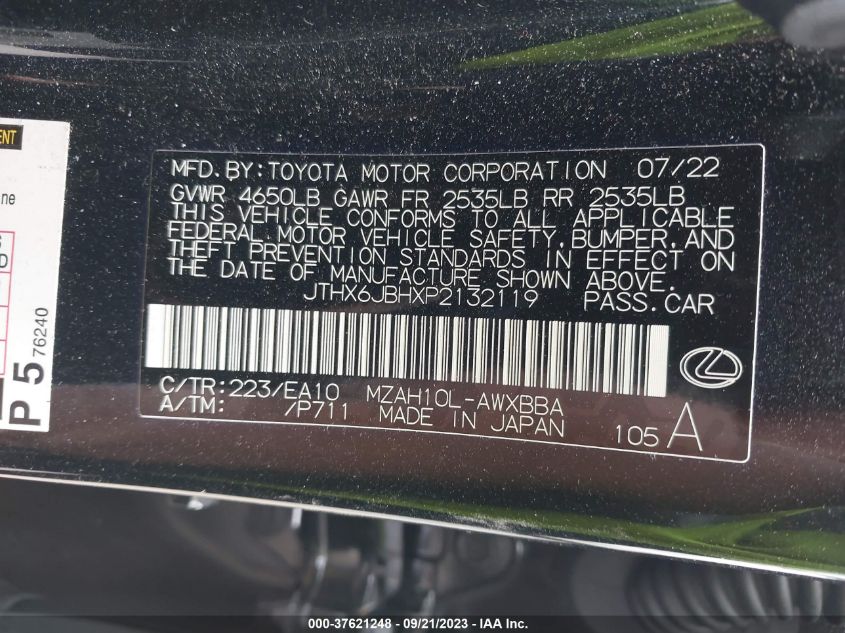 MFD.BY:TOYOTA MOTOR CORPORATION 07/22
GVWR 4650LB GAWR FR 2535LB RR 2535LB
THIS VEHICLE CONFORMS TO ALL APPLICABLE
FEDERAL MOTOR VEHICLE SAFETY,BUMPER,AND
THEFT PREVENTION STANDARDS IN EFFECT ON
THE DATE OF MANUFACTURE SHOWN ABOVE.
JTHX6JBHXP2132119 PASS.CAR
C/TR:223/EA10 MZAH10L-AWXBBA
A/TM: /P711 MADE IN JAPAN 105 A
P 5 76240
000-37621248 - 09/21/2023 - IAA Inc.